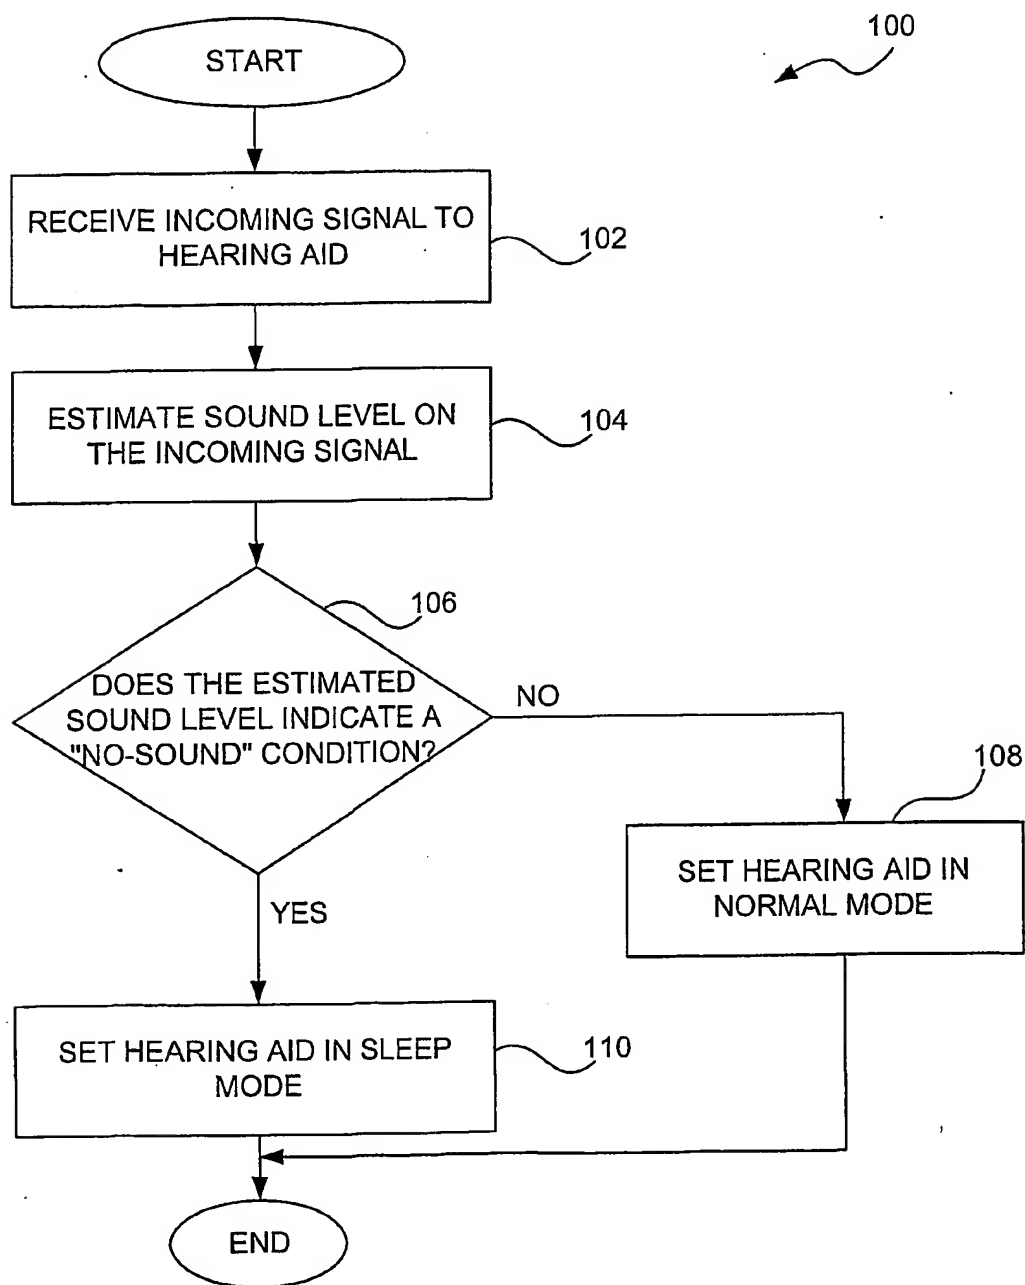 START
100
RECEIVE INCOMING SIGNAL TO
HEARING AID
102
ESTIMATE SOUND LEVEL ON
THE INCOMING SIGNAL
104
106
DOES THE ESTIMATED
SOUND LEVEL INDICATE A
"NO-SOUND" CONDITION?
NO
108
SET HEARING AID IN
NORMAL MODE
YES
SET HEARING AID IN SLEEP
MODE
110
END